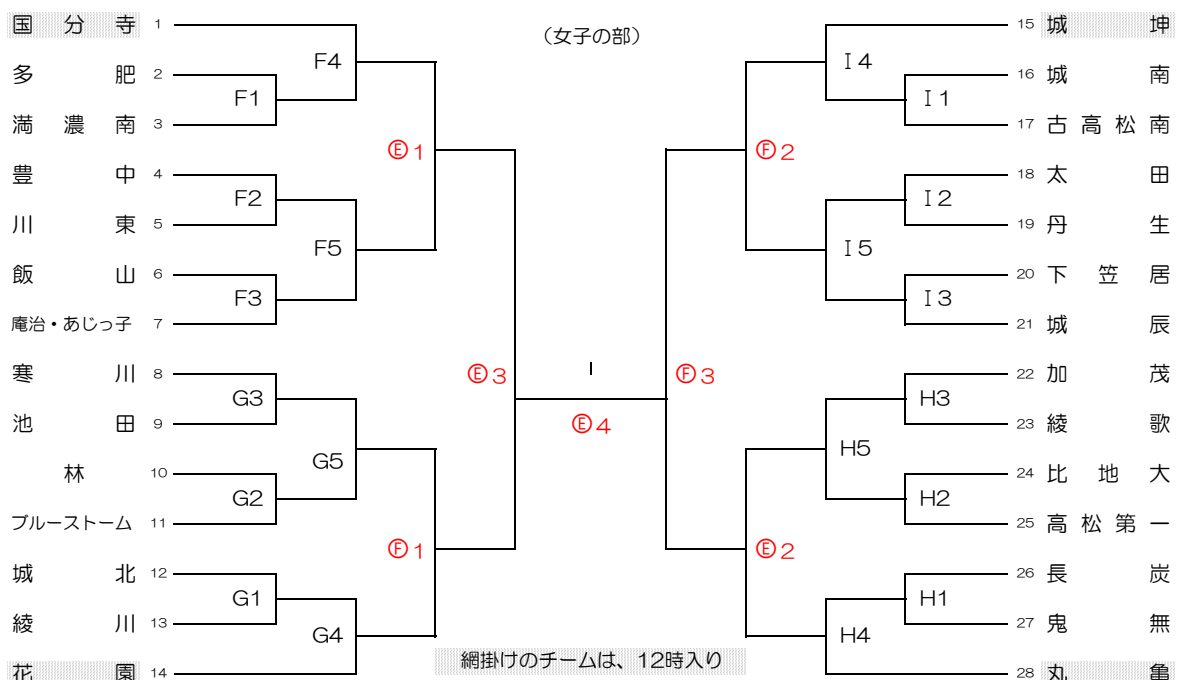 (女子の部)
国分寺 1
F4
多肥 2
F1
満濃南 3
Ⓔ1
豊中 4
F2
川東 5
F5
飯山 6
F3
庵治・あじっ子 7
寒川 8
G3
池田 9
G5
林 10
G2
ブルーストーム 11
Ⓕ1
城北 12
G1
綾川 13
G4
花園 14
Ⓔ3
I
Ⓔ4
Ⓕ3
15 城坤
I4
16 城南
I1
17 古高松南
Ⓕ2
18 太田
I2
19 丹生
I5
20 下笠居
I3
21 城辰
22 加茂
H3
23 綾歌
H5
24 比地大
H2
25 高松第一
Ⓔ2
26 長炭
H1
27 鬼無
H4
28 丸亀
網掛けのチームは、12時入り